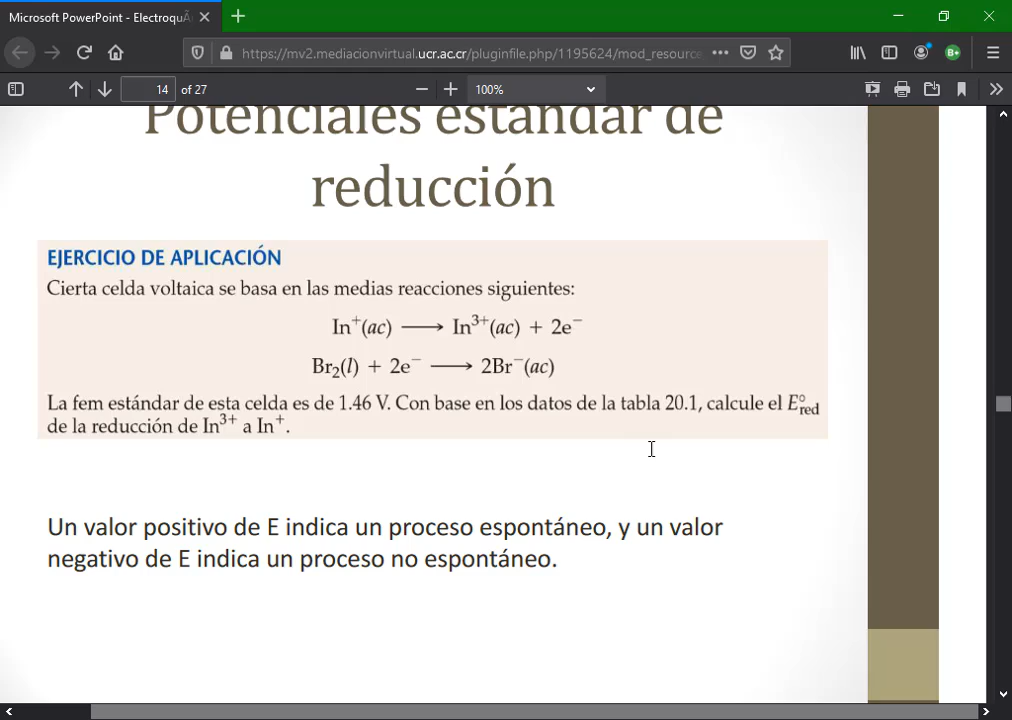 Microsoft PowerPoint - ElectroquÃ
https://mv2.mediacionvirtual.ucr.ac.cr/pluginfile.php/1195624/mod_resource
14 of 27
100%
Potenciales estándar de
reducción
EJERCICIO DE APLICACIÓN
Cierta celda voltaica se basa en las medias reacciones siguientes:
In⁺(ac) ⟶ In³⁺(ac) + 2e⁻
Br₂(l) + 2e⁻ ⟶ 2Br⁻(ac)
La fem estándar de esta celda es de 1.46 V. Con base en los datos de la tabla 20.1, calcule el E°red
de la reducción de In³⁺ a In⁺.
Un valor positivo de E indica un proceso espontáneo, y un valor
negativo de E indica un proceso no espontáneo.